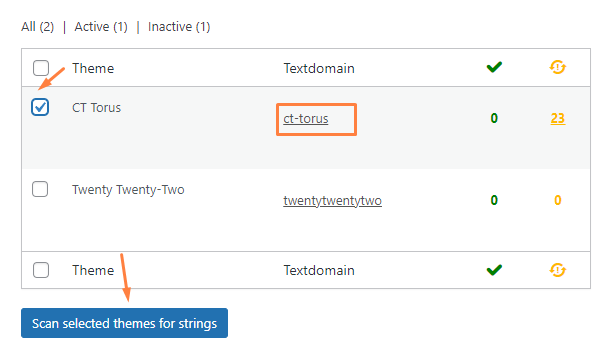 All (2) | Active (1) | Inactive (1)
Theme Textdomain
CT Torus ct-torus 0 23
Twenty Twenty-Two twentytwentytwo 0 0
Theme Textdomain
Scan selected themes for strings